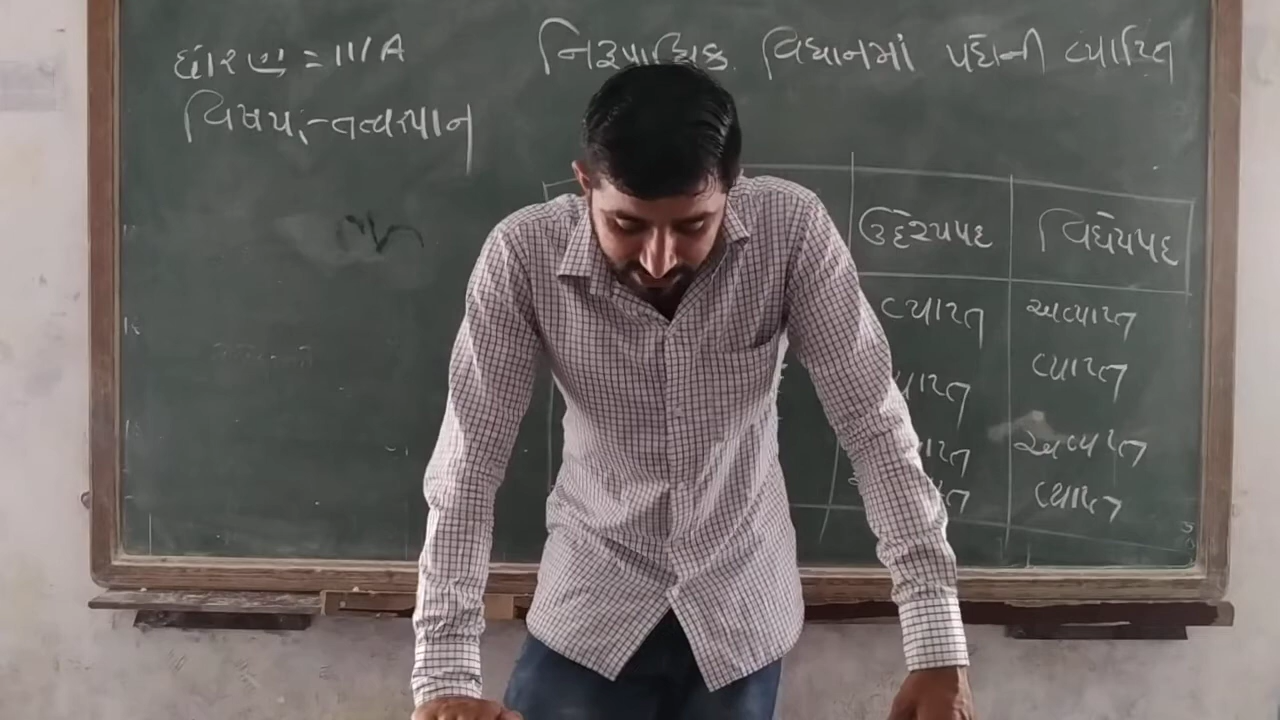 ધોરણ = 11/A
વિષય:- તત્વજ્ઞાન
નિરૂપાધિક વિધાનમાં પદોની વ્યાપ્તિ
ઉદ્દેશ્યપદ વિધેયપદ
વ્યાપ્ત અવ્યાપ્ત
વ્યાપ્ત
અવ્યાપ્ત
વ્યાપ્ત